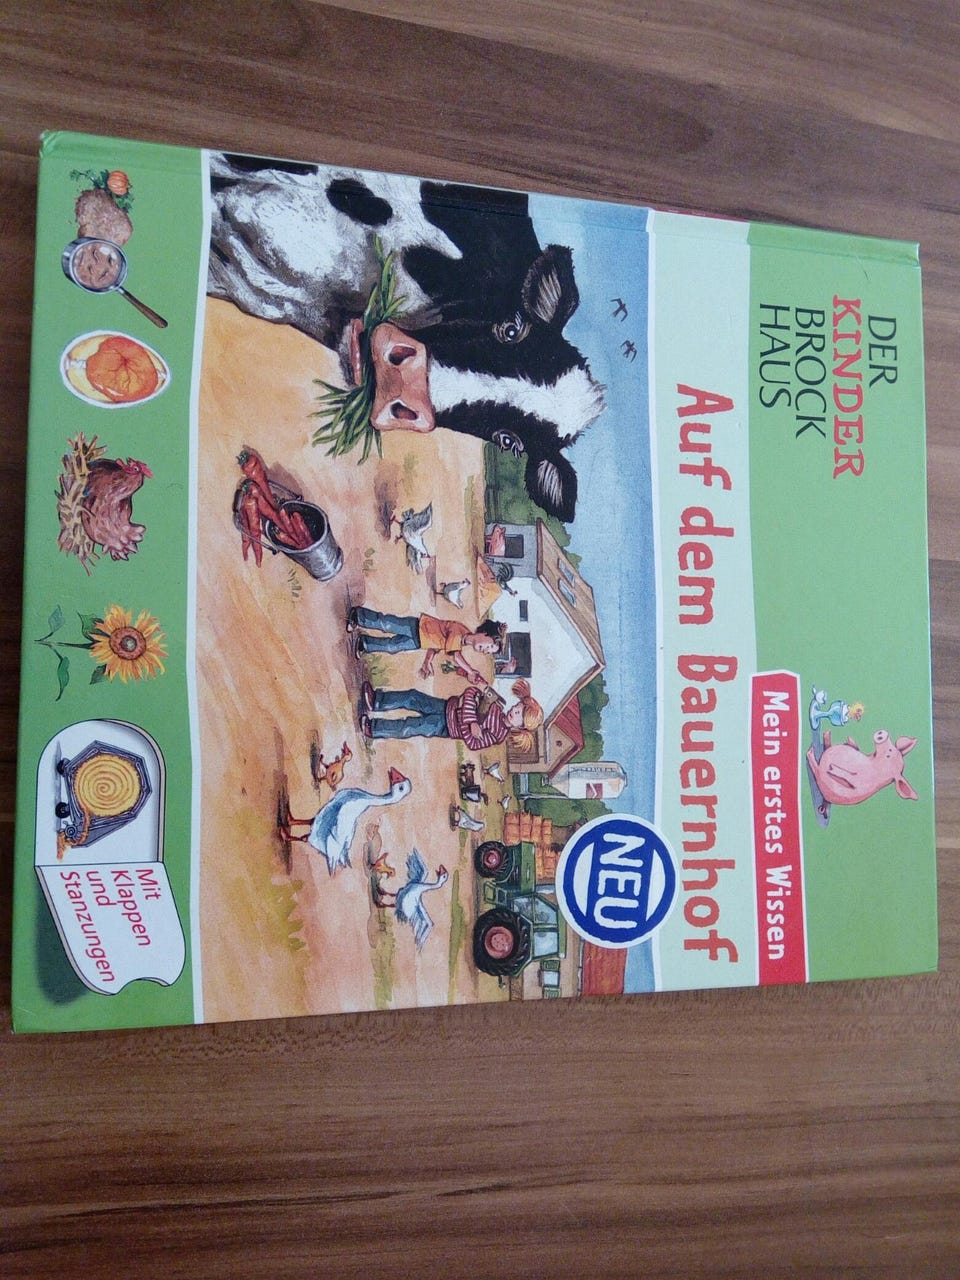 DER
KINDER
BROCK
HAUS
Mein erstes Wissen
Auf dem Bauernhof
NEU
Mit
Klappen
und
Stanzungen